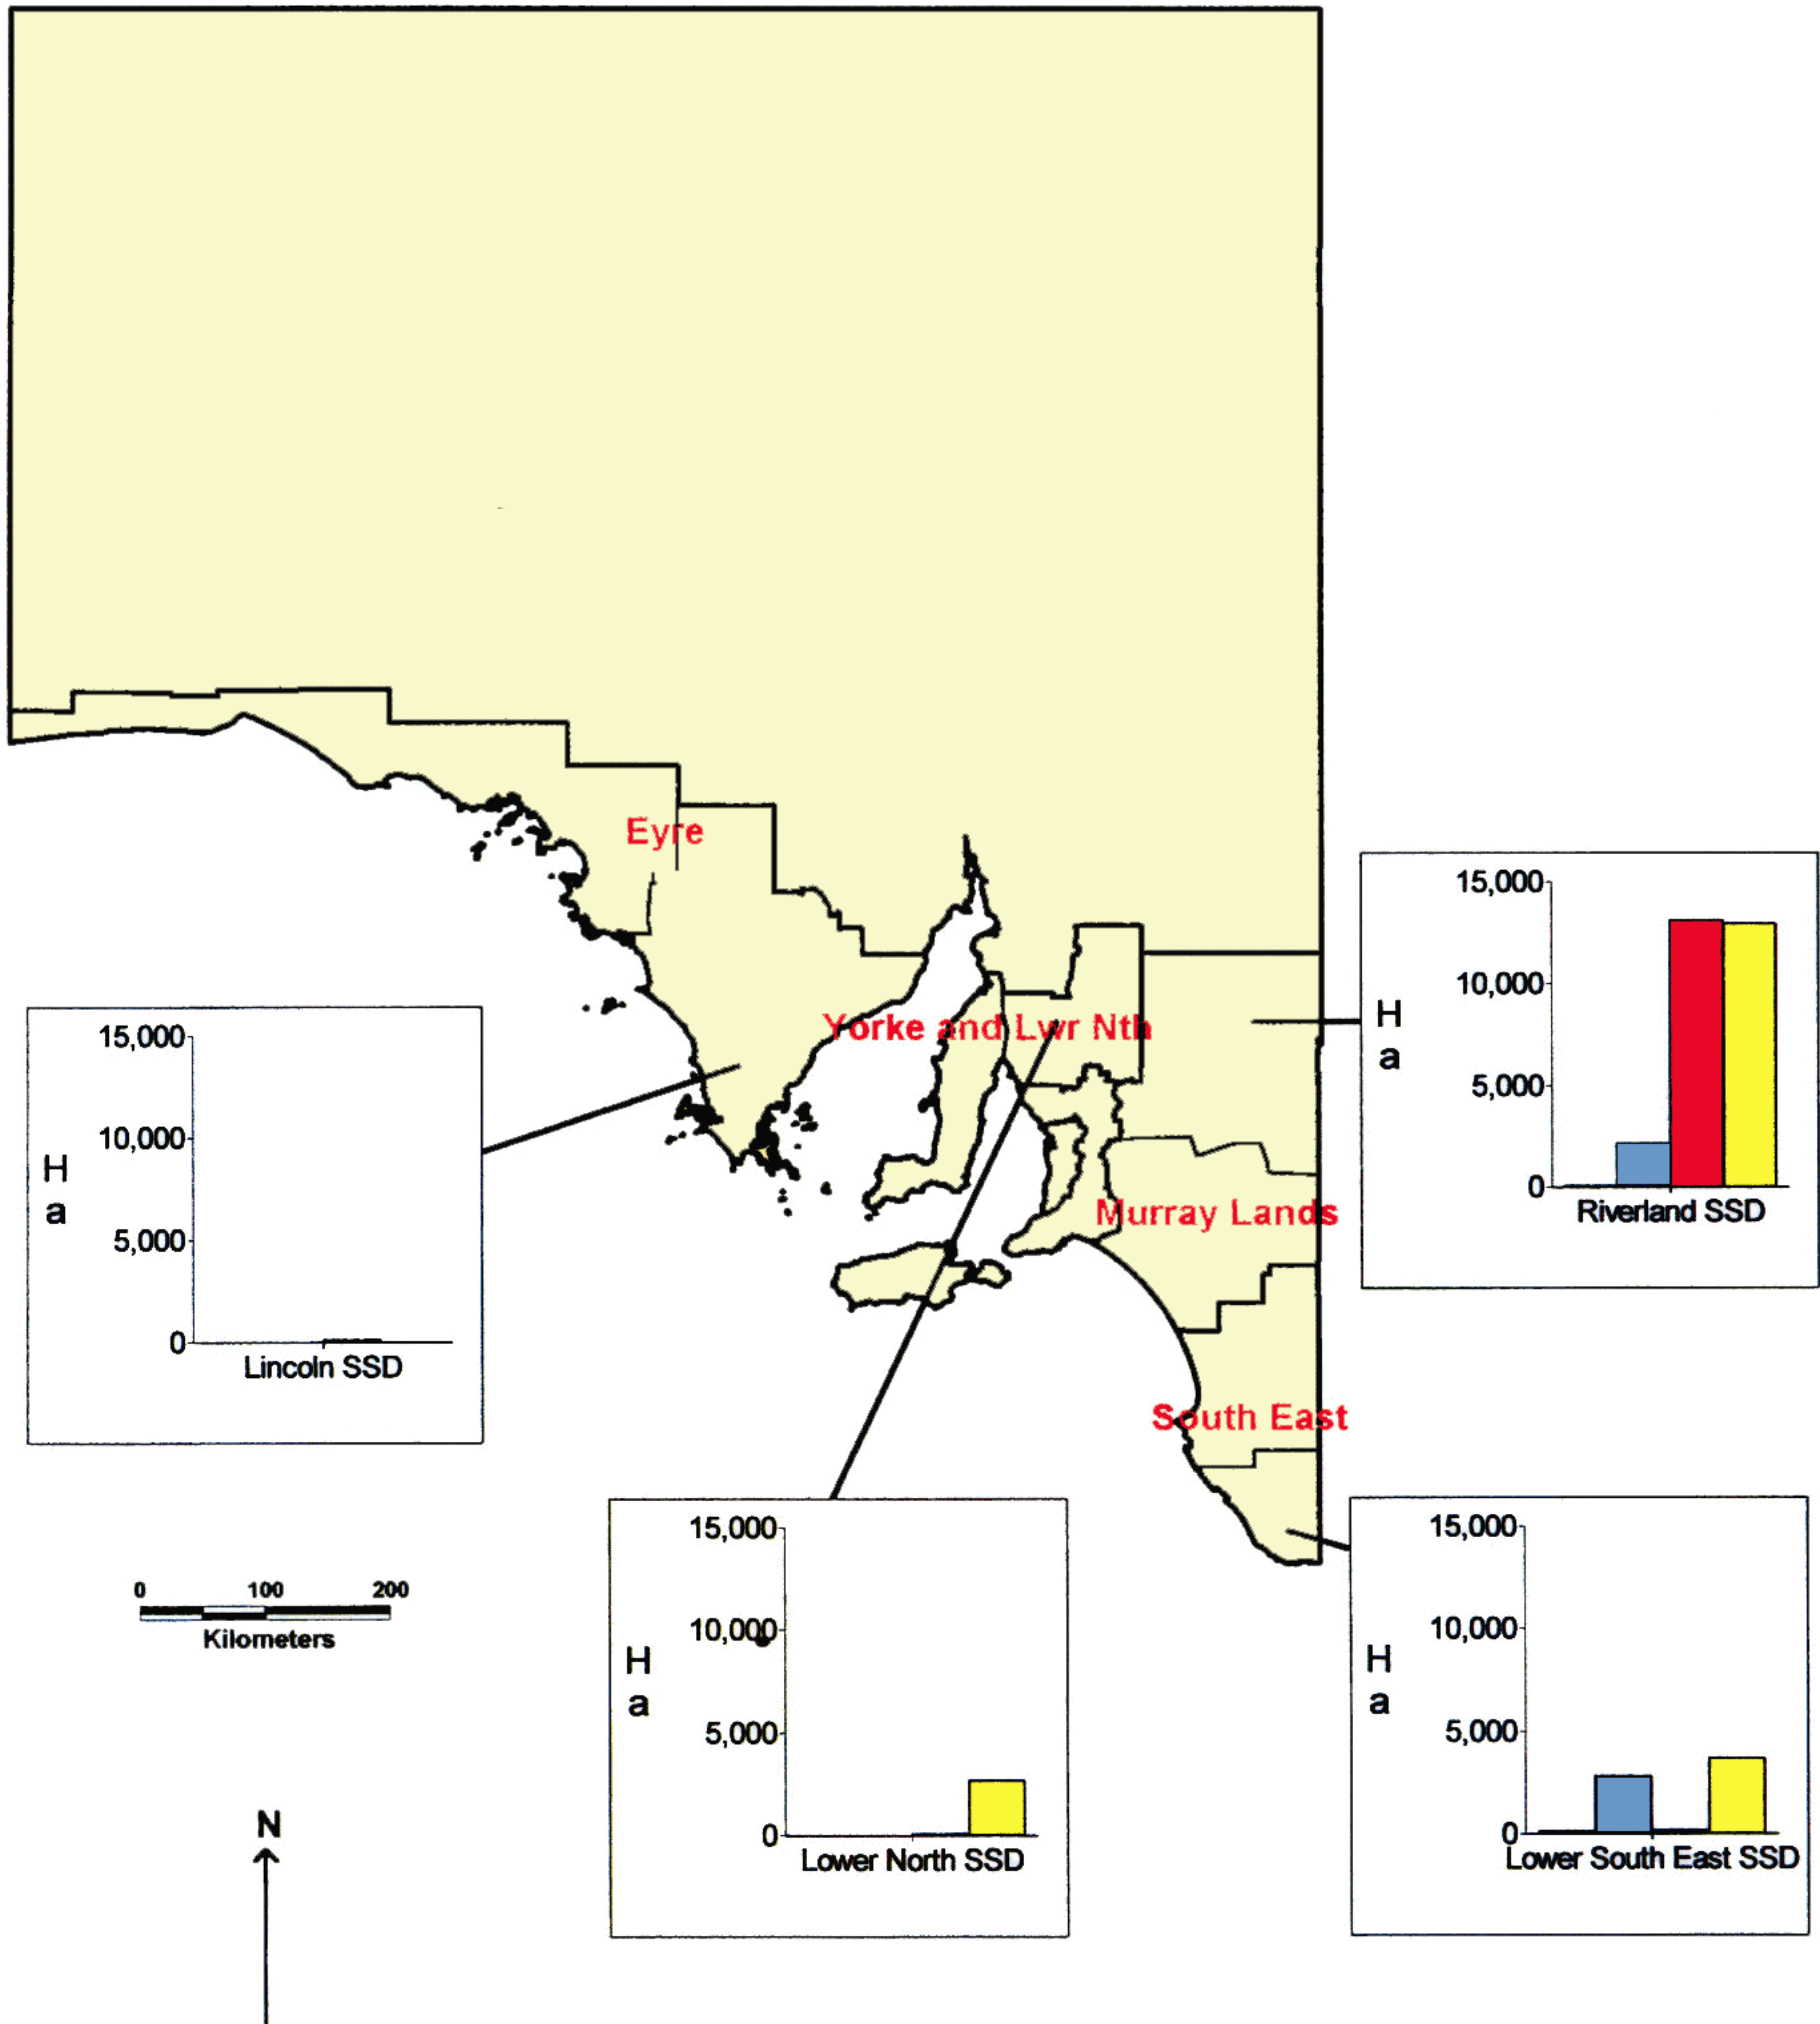 Eyre
15,000
10,000
H
a
5,000
0
Riverland SSD
Yorke and Lwr Nth
15,000
10,000
H
a
5,000
0
Lincoln SSD
Murray Lands
South East
15,000
10,000
H
a
5,000
0
Lower North SSD
15,000
10,000
H
a
5,000
0
Lower South East SSD
0 100 200
Kilometers
N